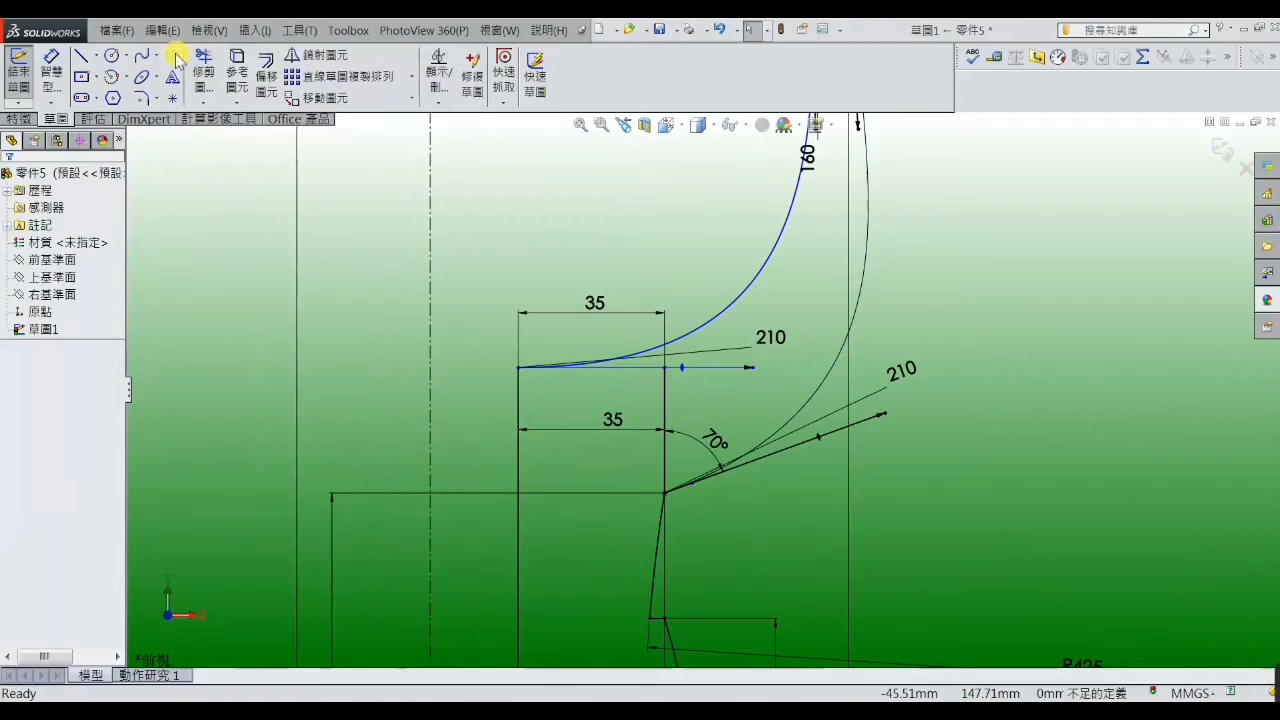 SOLIDWORKS 檔案(F) 編輯(E) 檢視(V) 插入(I) 工具(T) Toolbox PhotoView 360(P) 視窗(W) 說明(H) 草圖1 - 零件5 * 搜尋知識庫
結束草圖 智慧型... 修剪圖... 參考圖元 偏移圖元 鏡射圖元 直線草圖複製排列 移動圖元 顯示/刪... 修復草圖 快速抓取 快速草圖
特徵 草圖 評估 DimXpert 計算影像工具 Office 產品
零件5 (預設<<預設
歷程
感測器
註記
材質 <未指定>
前基準面
上基準面
右基準面
原點
草圖1
160
35
210
210
35
70°
R425
Y
X
*前視
模型 動作研究 1
Ready -45.51mm 147.71mm 0mm 不足的定義 MMGS